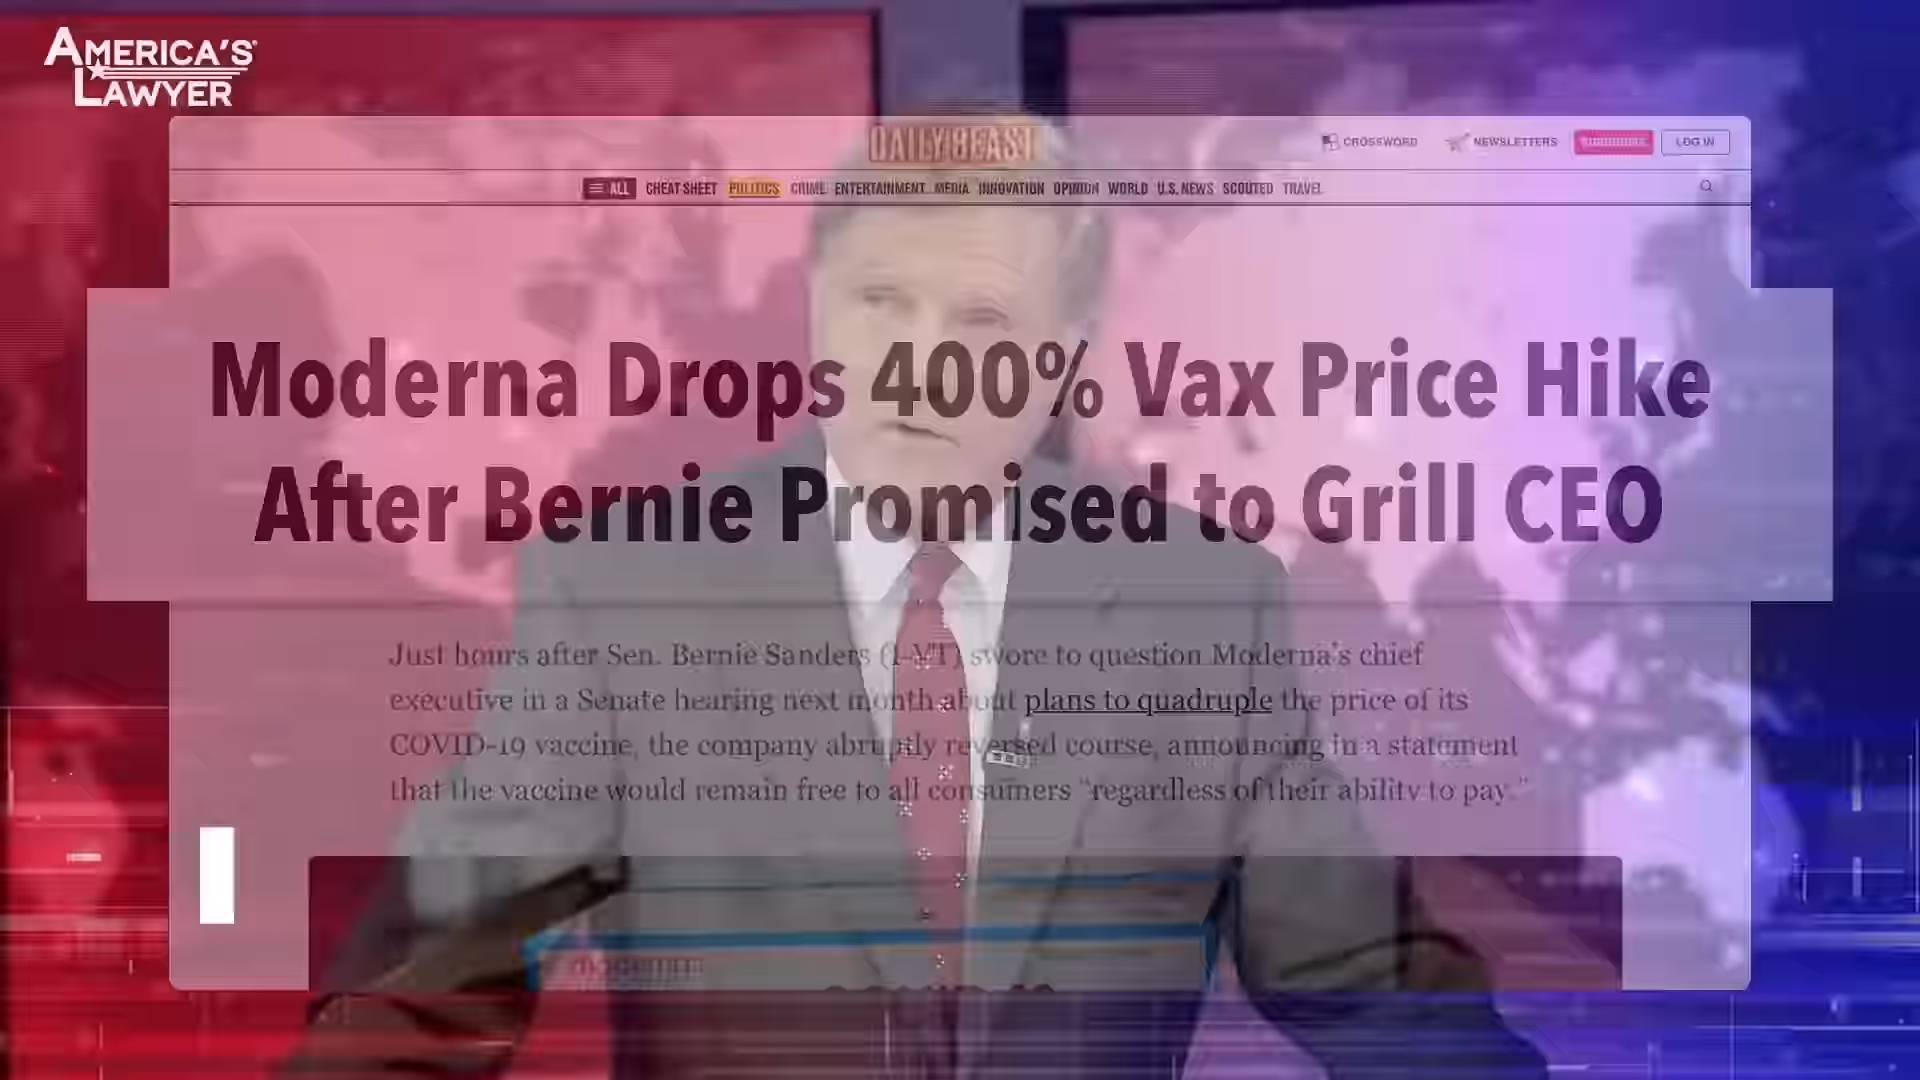 AMERICA'S
LAWYER
DAILY BEAST
CROSSWORD NEWSLETTERS LOG IN
ALL CHEAT SHEET POLITICS CRIME ENTERTAINMENT MEDIA INNOVATION OPINION WORLD U.S. NEWS SCOUTED TRAVEL
Moderna Drops 400% Vax Price Hike
After Bernie Promised to Grill CEO
Just hours after Sen. Bernie Sanders (I-VT) swore to question Moderna's chief
executive in a Senate hearing next month about plans to quadruple the price of its
COVID-19 vaccine, the company abruptly reversed course, announcing in a statement
that the vaccine would remain free to all consumers "regardless of their ability to pay."
moderna